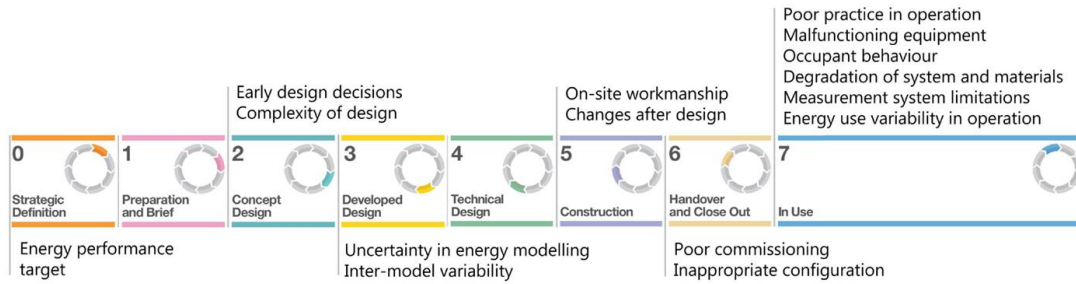 Poor practice in operation
Malfunctioning equipment
Occupant behaviour
Degradation of system and materials
Measurement system limitations
Energy use variability in operation
Early design decisions
Complexity of design
On-site workmanship
Changes after design
0
Strategic
Definition
1
Preparation
and Brief
2
Concept
Design
3
Developed
Design
4
Technical
Design
5
Construction
6
Handover
and Close Out
7
In Use
Energy performance
target
Uncertainty in energy modelling
Inter-model variability
Poor commissioning
Inappropriate configuration